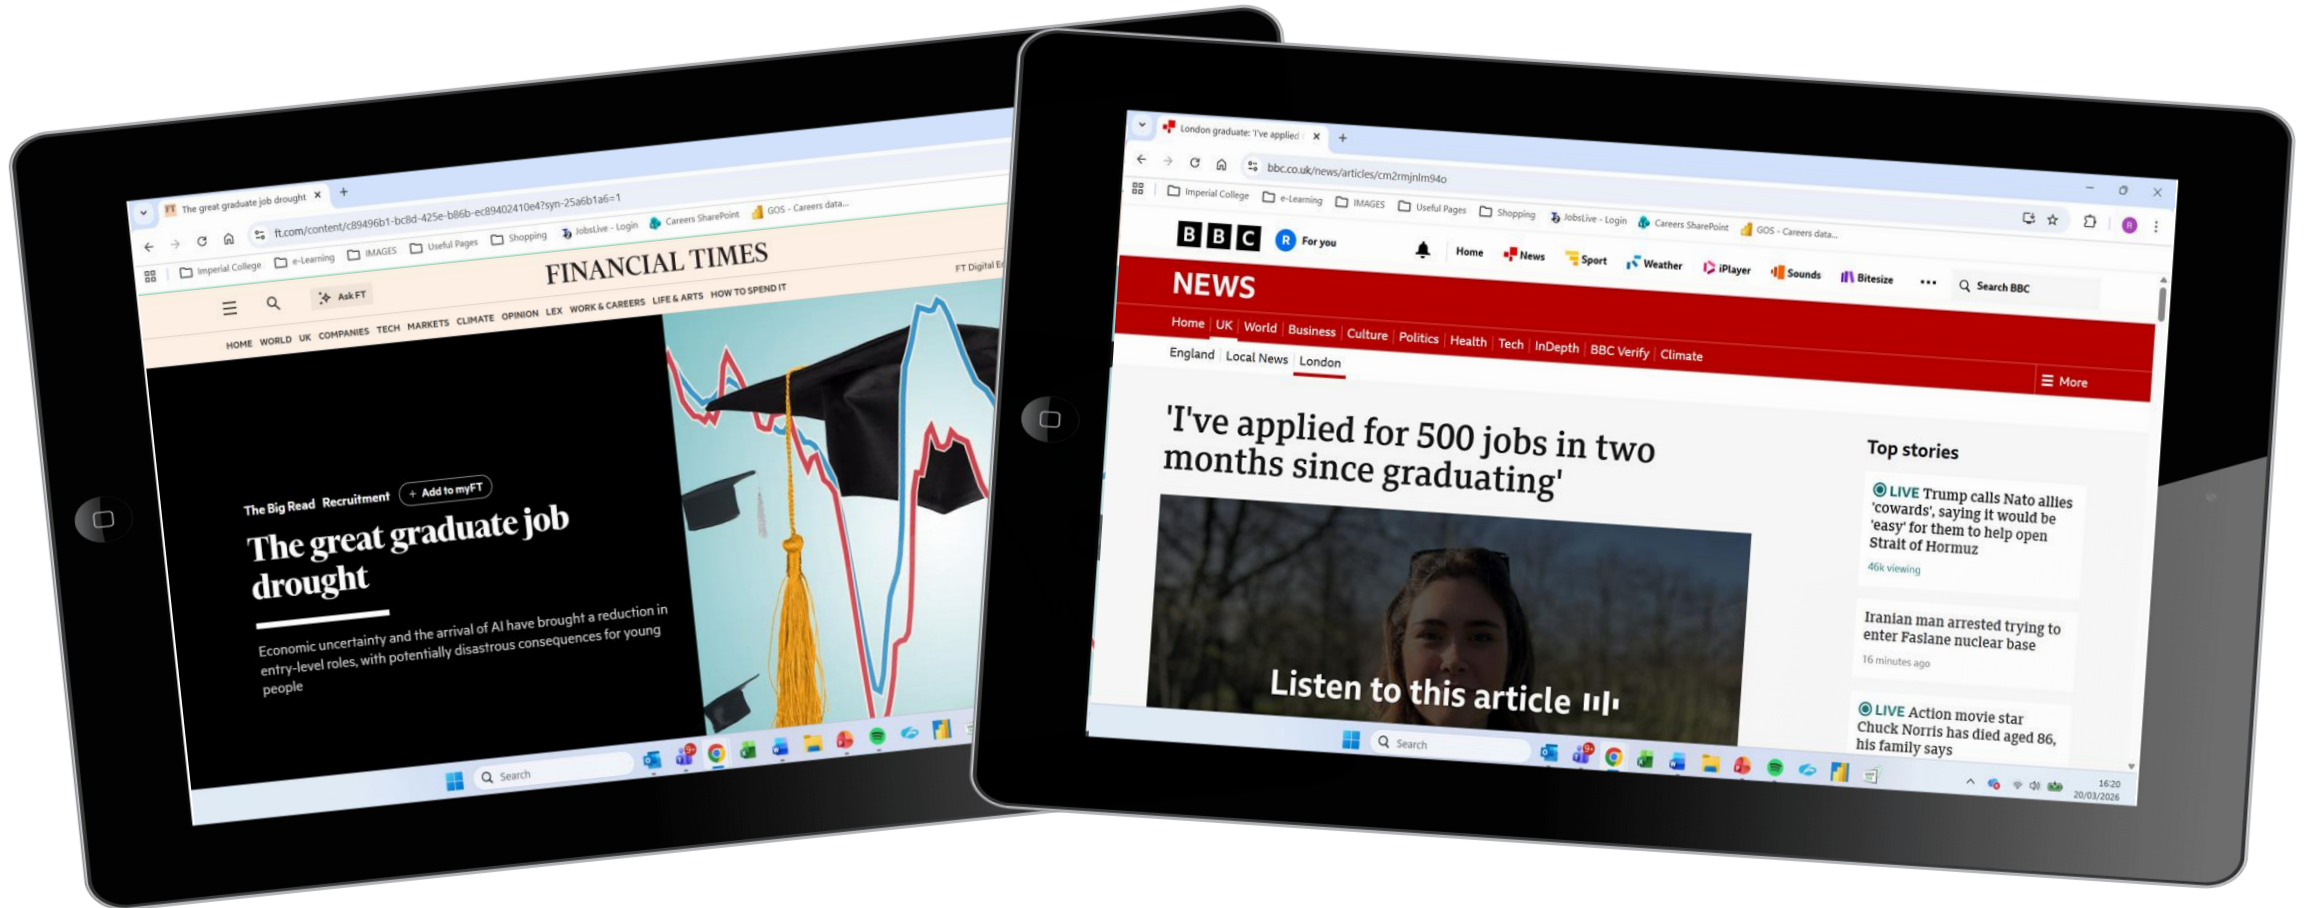 The great graduate job drought
ft.com/content/c89496b1-bc8d-425e-b86b-ec89402410e4?syn-25a6b1a6=1
Imperial College
e-Learning
IMAGES
Useful Pages
Shopping
JobsLive - Login
Careers SharePoint
GOS - Careers data...
Ask FT
FINANCIAL TIMES
HOME WORLD UK COMPANIES TECH MARKETS CLIMATE OPINION LEX WORK & CAREERS LIFE & ARTS HOW TO SPEND IT
FT Digital
The Big Read Recruitment + Add to myFT
The great graduate job
drought
Economic uncertainty and the arrival of AI have brought a reduction in
entry-level roles, with potentially disastrous consequences for young
people
Search
London graduate: 'I've applied
bbc.co.uk/news/articles/cm2rmjnlm94o
Imperial College
e-Learning
IMAGES
Useful Pages
Shopping
JobsLive - Login
Careers SharePoint
GOS - Careers data...
R
BBC
R For you
Home
News
Sport
Weather
iPlayer
Sounds
Bitesize
Search BBC
NEWS
Home UK World Business Culture Politics Health Tech InDepth BBC Verify Climate
More
England Local News London
'I've applied for 500 jobs in two
months since graduating'
Listen to this article
Top stories
LIVE Trump calls Nato allies
'cowards', saying it would be
'easy' for them to help open
Strait of Hormuz
46k viewing
Iranian man arrested trying to
enter Faslane nuclear base
16 minutes ago
LIVE Action movie star
Chuck Norris has died aged 86,
his family says
Search
16:20
20/03/2026